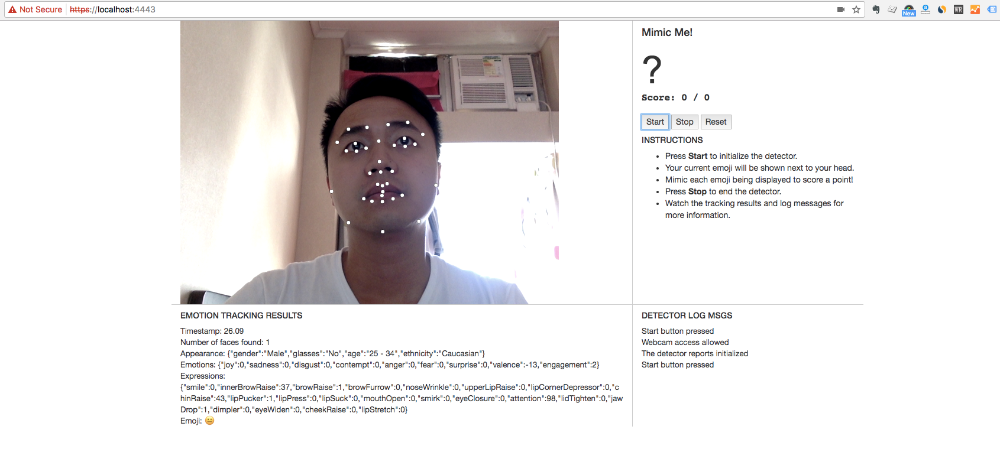 Not Secure https://localhost:4443
New
WR
Mimic Me!
?
Score: 0 / 0
Start Stop Reset
INSTRUCTIONS
• Press Start to initialize the detector.
• Your current emoji will be shown next to your head.
• Mimic each emoji being displayed to score a point!
• Press Stop to end the detector.
• Watch the tracking results and log messages for
more information.
EMOTION TRACKING RESULTS
Timestamp: 26.09
Number of faces found: 1
Appearance: {"gender":"Male","glasses":"No","age":"25 - 34","ethnicity":"Caucasian"}
Emotions: {"joy":0,"sadness":0,"disgust":0,"contempt":0,"anger":0,"fear":0,"surprise":0,"valence":-13,"engagement":2}
Expressions:
{"smile":0,"innerBrowRaise":37,"browRaise":1,"browFurrow":0,"noseWrinkle":0,"upperLipRaise":0,"lipCornerDepressor":0,"c
hinRaise":43,"lipPucker":1,"lipPress":0,"lipSuck":0,"mouthOpen":0,"smirk":0,"eyeClosure":0,"attention":98,"lidTighten":0,"jaw
Drop":1,"dimpler":0,"eyeWiden":0,"cheekRaise":0,"lipStretch":0}
Emoji: 😐
DETECTOR LOG MSGS
Start button pressed
Webcam access allowed
The detector reports initialized
Start button pressed